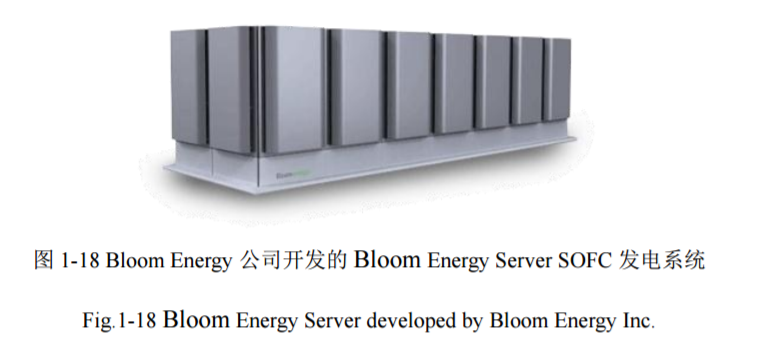 Bloomenergy
图 1-18 Bloom Energy 公司开发的 Bloom Energy Server SOFC 发电系统
Fig.1-18 Bloom Energy Server developed by Bloom Energy Inc.